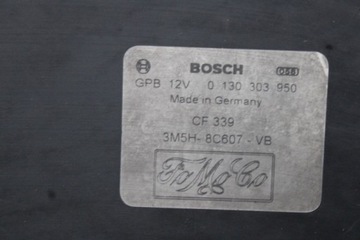 BOSCH
GPB 12V 0 130 303 950
Made in Germany
CF 339
3M5H-8C607-VB
FoMoCo